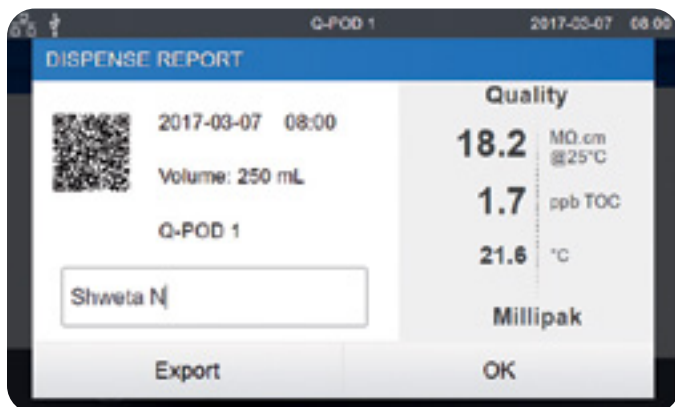 Q-POD 1 2017-03-07 08:00
DISPENSE REPORT
2017-03-07 08:00
Volume: 250 mL
Q-POD 1
Shweta N
Quality
18.2 MΩ.cm @25°C
1.7 ppb TOC
21.6 °C
Millipak
Export OK